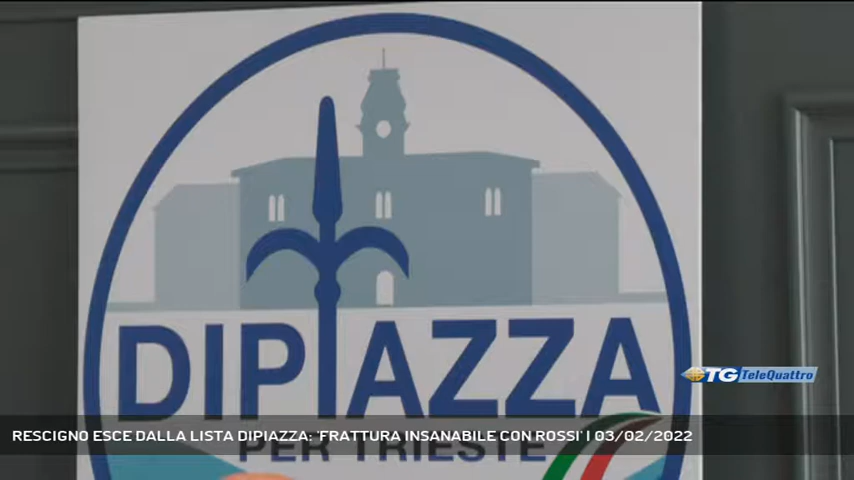 DIPIAZZA
PER TRIESTE
TG TeleQuattro
RESCIGNO ESCE DALLA LISTA DIPIAZZA: 'FRATTURA INSANABILE CON ROSSI' | 03/02/2022